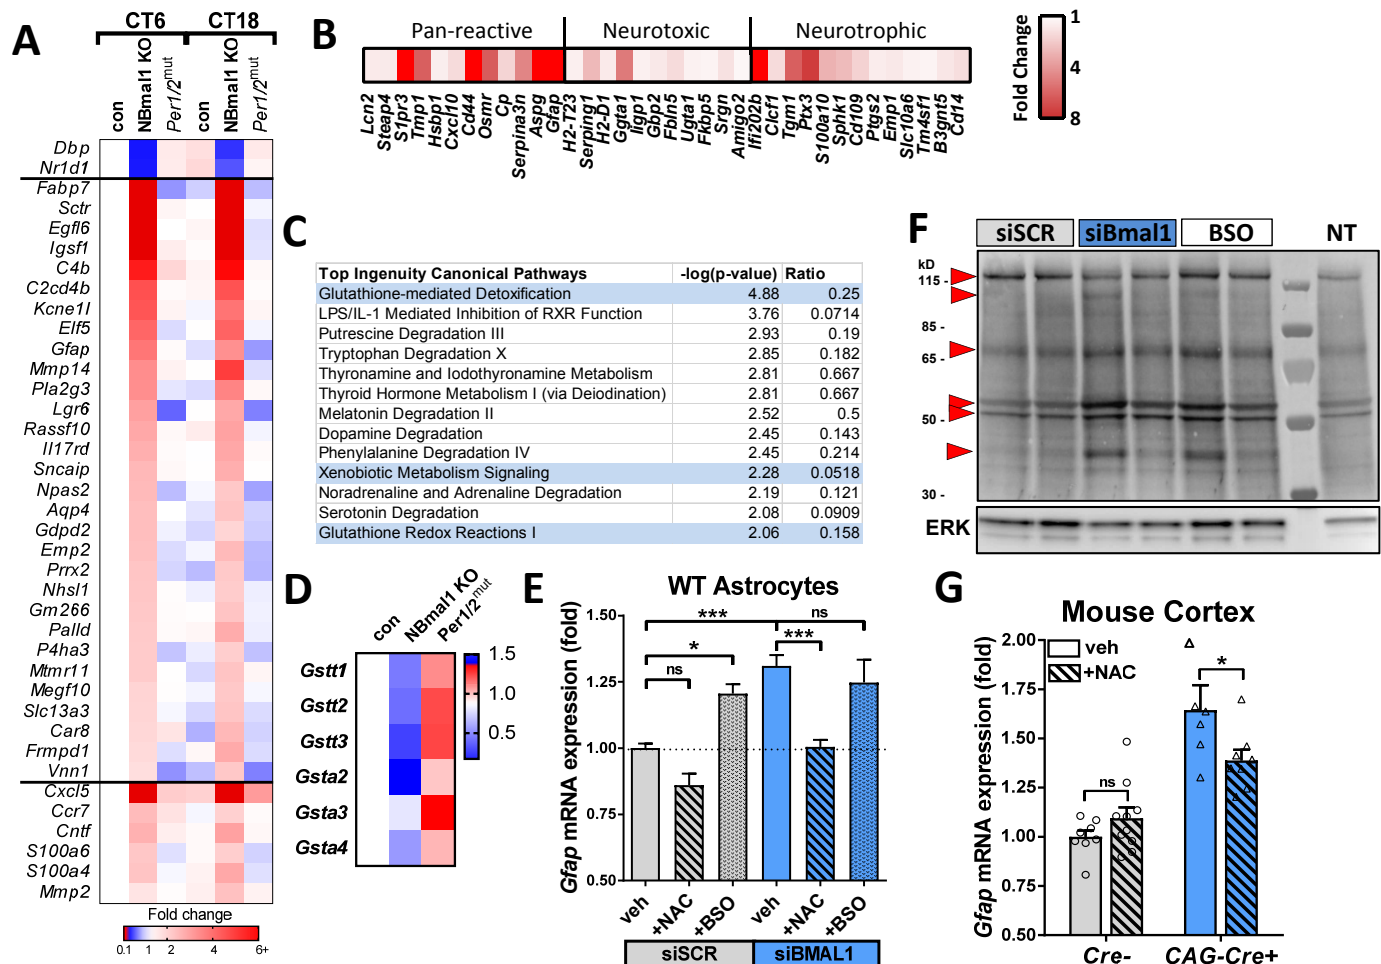 A
CT6
CT18
con
NBmal1 KO
Per1/2mut
con
NBmal1 KO
Per1/2mut
Dbp
Nr1d1
Fabp7
Sctr
Egfl6
Igsf1
C4b
C2cd4b
Kcne1l
Elf5
Gfap
Mmp14
Pla2g3
Lgr6
Rassf10
Il17rd
Sncaip
Npas2
Aqp4
Gdpd2
Emp2
Prrx2
Nhsl1
Gm266
Palld
P4ha3
Mtmr11
Megf10
Slc13a3
Car8
Frmpd1
Vnn1
Cxcl5
Ccr7
Cntf
S100a6
S100a4
Mmp2
Fold change
0.1 1 2 4 6+
B
Pan-reactive
Neurotoxic
Neurotrophic
Lcn2
Steap4
S1pr3
Tmp1
Hsbp1
Cxcl10
Cd44
Osmr
Cp
Serpina3n
Aspg
Gfap
H2-T23
Serping1
H2-D1
Ggta1
Iigp1
Gbp2
Fbln5
Ugta1
Fkbp5
Srgn
Amigo2
Ifi202b
Clcf1
Tgm1
Ptx3
S100a10
Sphk1
Cd109
Ptgs2
Emp1
Slc10a6
Tm4sf1
B3gnt5
Cd14
Fold Change
1
4
8
C
Top Ingenuity Canonical Pathways -log(p-value) Ratio
Glutathione-mediated Detoxification 4.88 0.25
LPS/IL-1 Mediated Inhibition of RXR Function 3.76 0.0714
Putrescine Degradation III 2.93 0.19
Tryptophan Degradation X 2.85 0.182
Thyronamine and Iodothyronamine Metabolism 2.81 0.667
Thyroid Hormone Metabolism I (via Deiodination) 2.81 0.667
Melatonin Degradation II 2.52 0.5
Dopamine Degradation 2.45 0.143
Phenylalanine Degradation IV 2.45 0.214
Xenobiotic Metabolism Signaling 2.28 0.0518
Noradrenaline and Adrenaline Degradation 2.19 0.121
Serotonin Degradation 2.08 0.0909
Glutathione Redox Reactions I 2.06 0.158
D
con
NBmal1 KO
Per1/2mut
Gstt1
Gstt2
Gstt3
Gsta2
Gsta3
Gsta4
1.5
1.0
0.5
E
WT Astrocytes
Gfap mRNA expression (fold)
1.50
1.25
1.00
0.75
0.50
***
ns
*
***
ns
veh
+NAC
+BSO
veh
+NAC
+BSO
siSCR
siBMAL1
F
siSCR
siBmal1
BSO
NT
kD
115 -
85 -
65 -
50 -
30 -
ERK
G
Mouse Cortex
Gfap mRNA expression (fold)
2.00
1.75
1.50
1.25
1.00
0.75
0.50
veh
+NAC
ns
*
Cre-
CAG-Cre+